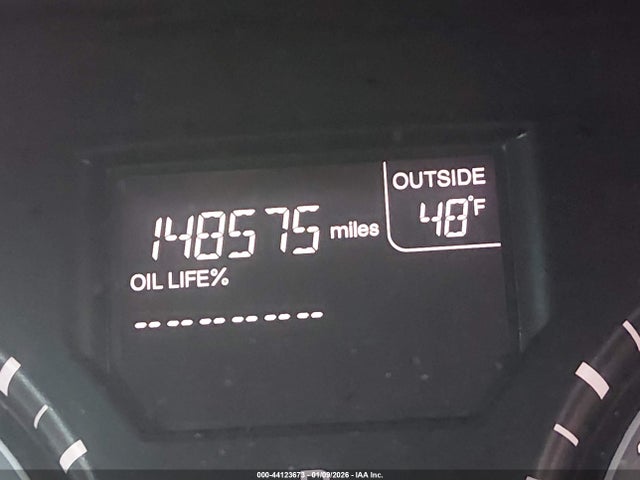 OUTSIDE
48°F
148575 miles
OIL LIFE%
-- -- -- -- -- --
000-44123673 - 01/09/2026 - IAA Inc.